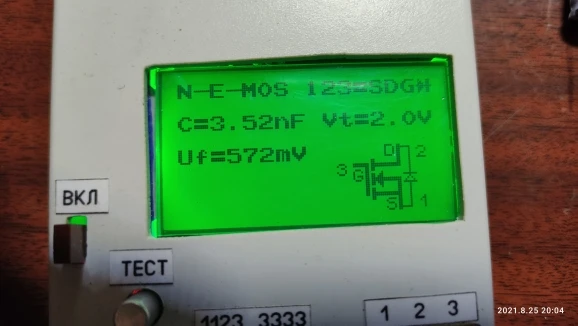 N-E-MOS 123=SDG
C=3.52nF Vt=2.0V
Uf=572mV
D 2
3 G
S 1
ВКЛ
ТЕСТ
1123 3333
1 2 3
2021.8.25 20:04